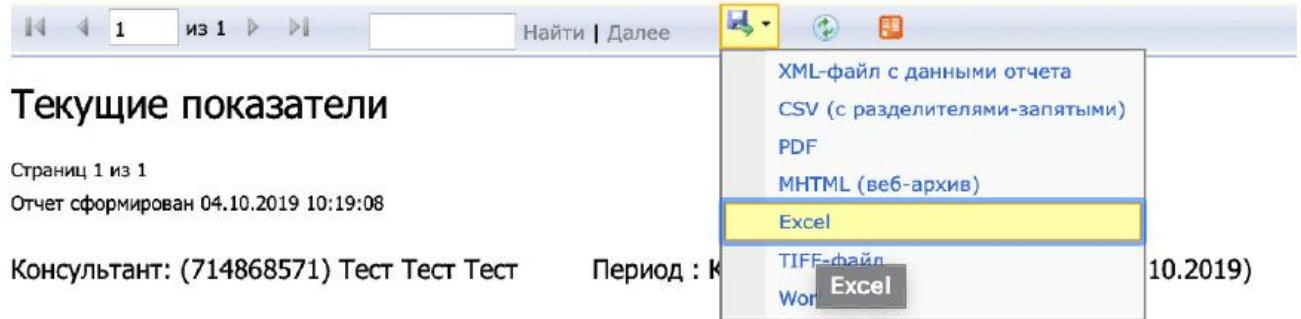 1 из 1 Найти | Далее
XML-файл с данными отчета
CSV (с разделителями-запятыми)
PDF
MHTML (веб-архив)
Excel
TIFF-файл
Excel
Текущие показатели
Страниц 1 из 1
Отчет сформирован 04.10.2019 10:19:08
Консультант: (714868571) Тест Тест Тест Период : 10.2019)